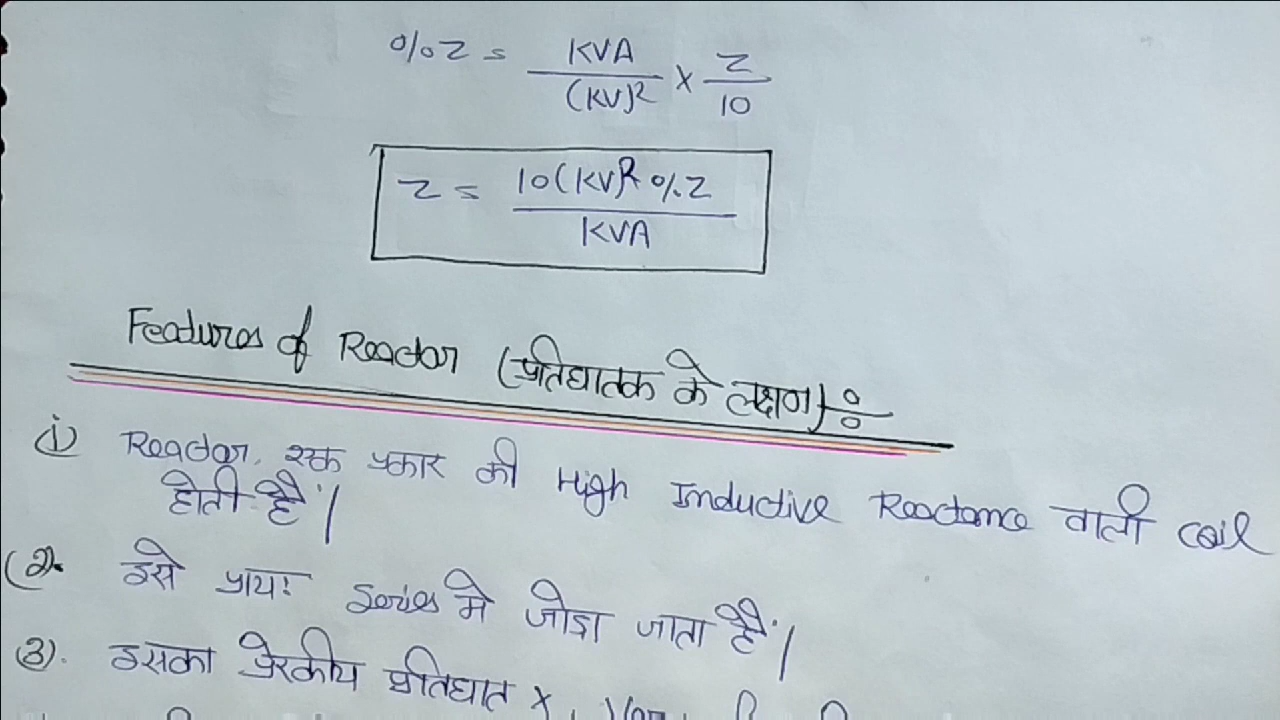 %Z = KVA / (KV)² × Z / 10
Z = 10(KV)² %Z / KVA
Features of Reactor (प्रतिघातक के लक्षण) ÷
(i) Reactor, एक प्रकार की High Inductive Reactance वाली coil
होती है।
(2). इसे प्रायः Series मे जोड़ा जाता है।
(3). इसका प्रेरकीय प्रतिघात X